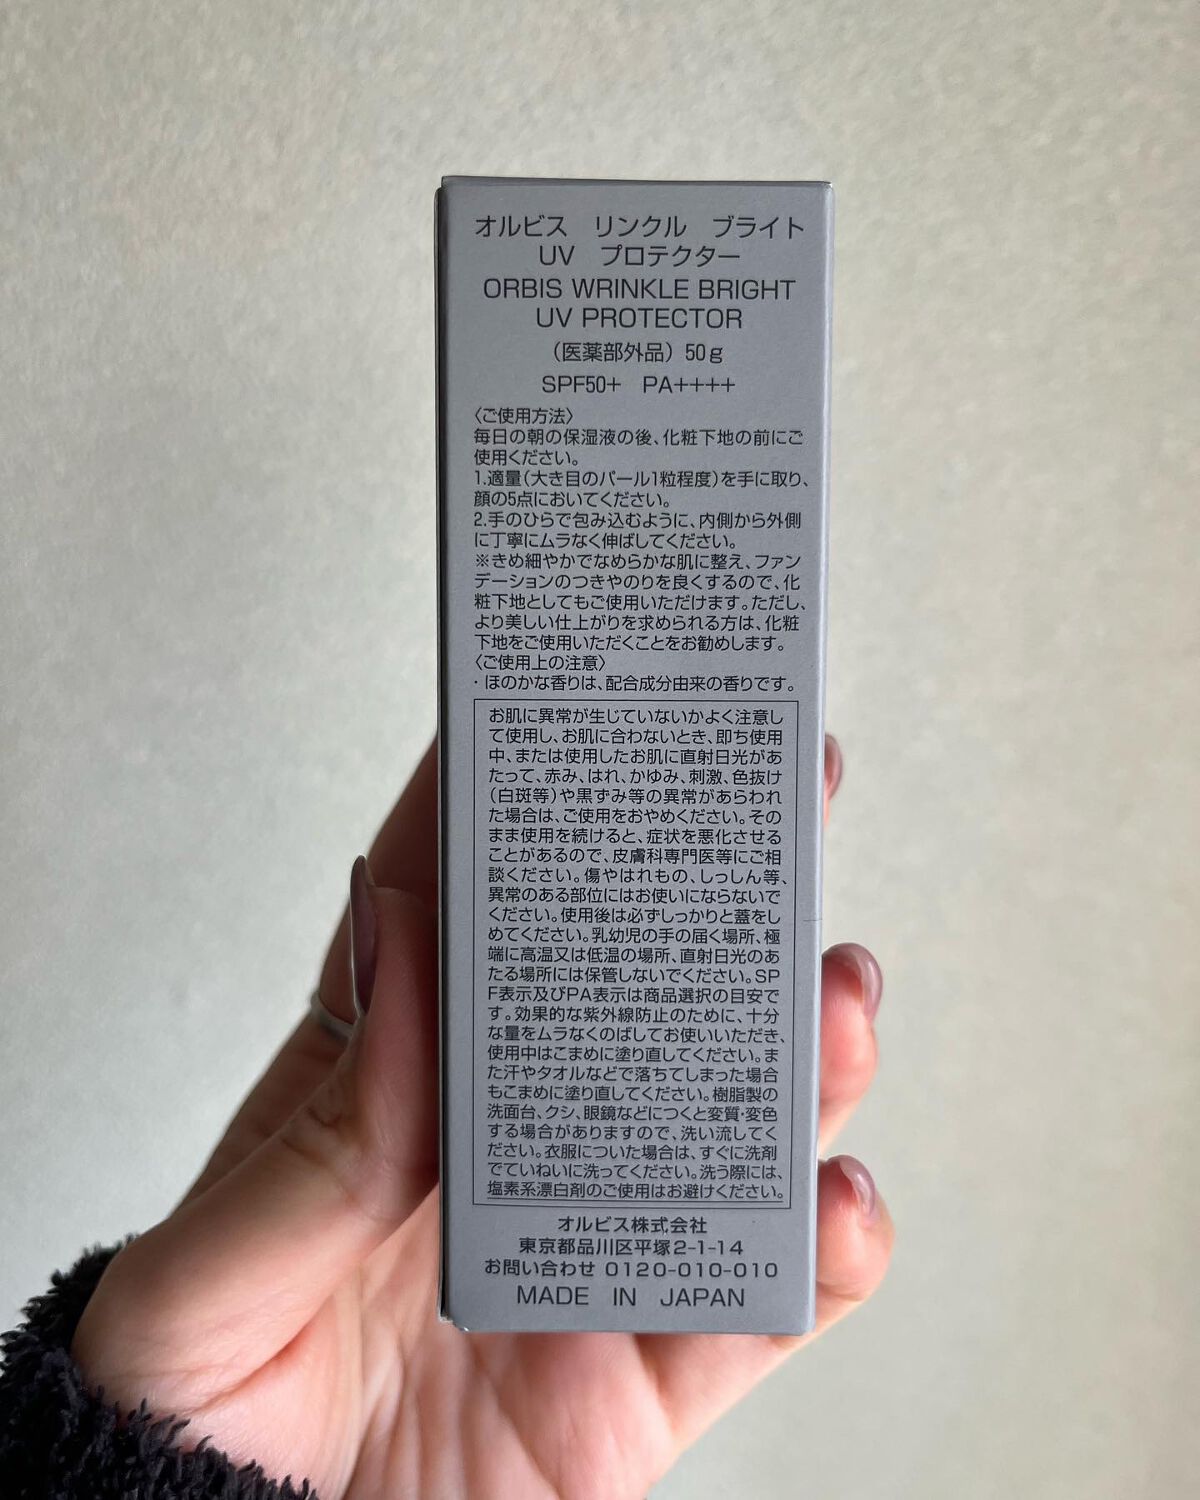 オルビス リンクル ブライト
UV プロテクター
ORBIS WRINKLE BRIGHT
UV PROTECTOR
（医薬部外品）50g
SPF50+ PA++++
〈ご使用方法〉
毎日の朝の保湿液の後、化粧下地の前にご
使用ください。
1.適量（大き目のパール1粒程度）を手に取り、
顔の5点においてください。
2.手のひらで包み込むように、内側から外側
に丁寧にムラなく伸ばしてください。
※きめ細やかでなめらかな肌に整え、ファン
デーションのつきやのりを良くするので、化
粧下地としてもご使用いただけます。ただし、
より美しい仕上がりを求められる方は、化粧
下地をご使用いただくことをお勧めします。
〈ご使用上の注意〉
・ほのかな香りは、配合成分由来の香りです。
お肌に異常が生じていないかよく注意し
て使用し、お肌に合わないとき、即ち使用
中、または使用したお肌に直射日光があ
たって、赤み、はれ、かゆみ、刺激、色抜け
（白斑等）や黒ずみ等の異常があらわれ
た場合は、ご使用をおやめください。その
まま使用を続けると、症状を悪化させる
ことがあるので、皮膚科専門医等にご相
談ください。傷やはれもの、しっしん等、
異常のある部位にはお使いにならないで
ください。使用後は必ずしっかりと蓋をし
めてください。乳幼児の手の届く場所、極
端に高温又は低温の場所、直射日光のあ
たる場所には保管しないでください。SP
F表示及びPA表示は商品選択の目安で
す。効果的な紫外線防止のために、十分
な量をムラなくのばしてお使いいただき、
使用中はこまめに塗り直してください。ま
た汗やタオルなどで落ちてしまった場合
もこまめに塗り直してください。樹脂製の
洗面台、クシ、眼鏡などにつくと変質・変色
する場合がありますので、洗い流してく
ださい。衣服についた場合は、すぐに洗剤
でていねいに洗ってください。洗う際には、
塩素系漂白剤のご使用はお避けください。
オルビス株式会社
東京都品川区平塚2-1-14
お問い合わせ 0120-010-010
MADE IN JAPAN